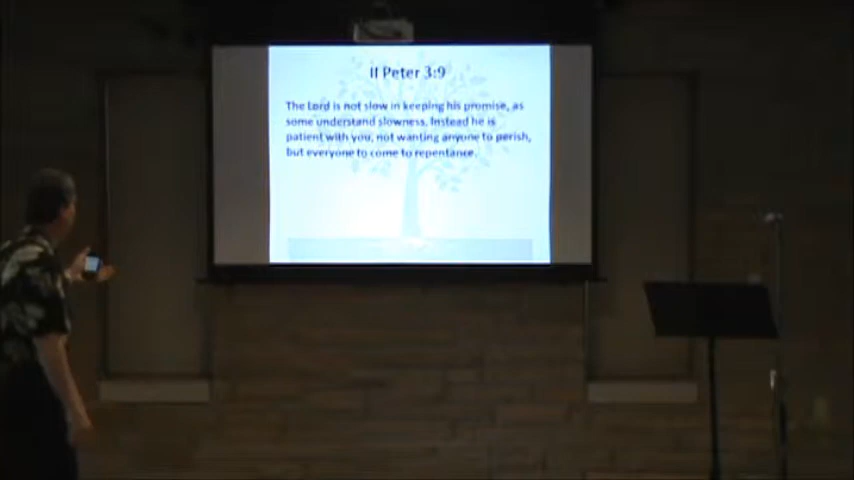 II Peter 3:9
The Lord is not slow in keeping his promise, as
some understand slowness. Instead he is
patient with you, not wanting anyone to perish,
but everyone to come to repentance.